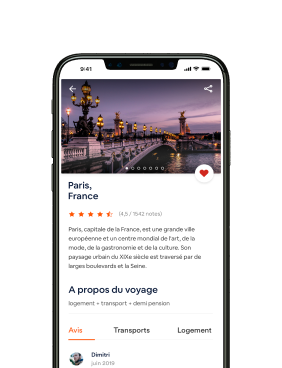 9:41
Paris,
France
(4,5 / 1542 notes)
Paris, capitale de la France, est une grande ville
européenne et un centre mondial de l'art, de la
mode, de la gastronomie et de la culture. Son
paysage urbain du XIXe siècle est traversé par de
larges boulevards et la Seine.
A propos du voyage
logement + transport + demi pension
Avis Transports Logement
Dimitri
juin 2019